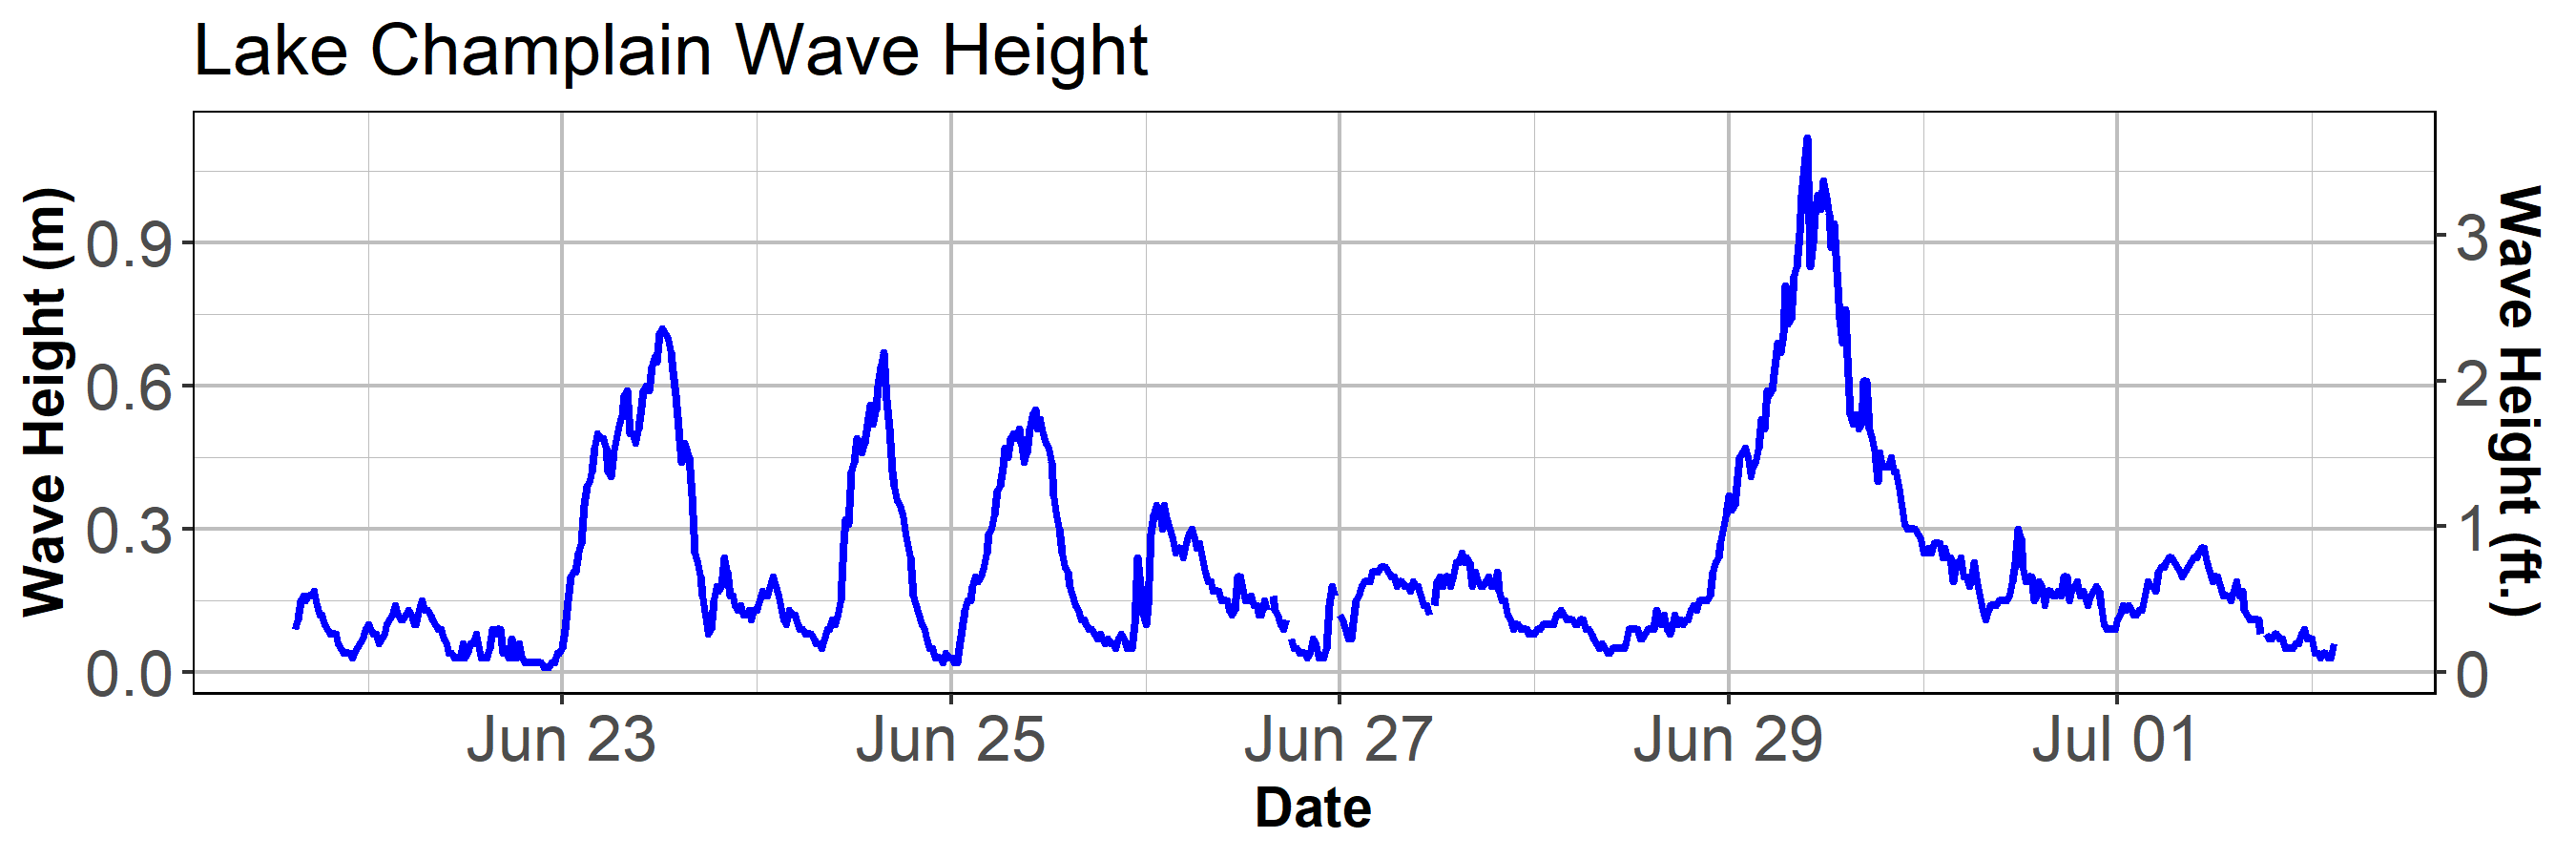 Lake Champlain Wave Height
Wave Height (m)
0.9
0.6
0.3
0.0
3
2
1
0
Wave Height (ft.)
Jun 23 Jun 25 Jun 27 Jun 29 Jul 01
Date